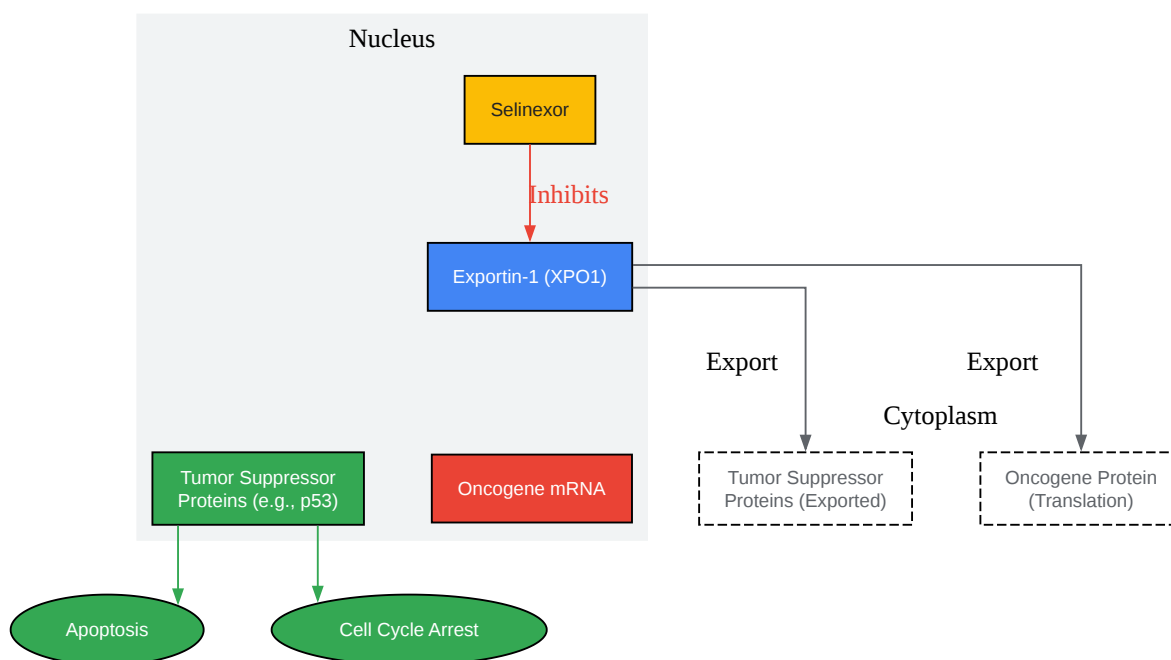 Nucleus
Selinexor
Inhibits
Exportin-1 (XPO1)
Export
Export
Cytoplasm
Tumor Suppressor
Proteins (e.g., p53)
Oncogene mRNA
Tumor Suppressor
Proteins (Exported)
Oncogene Protein
(Translation)
Apoptosis
Cell Cycle Arrest